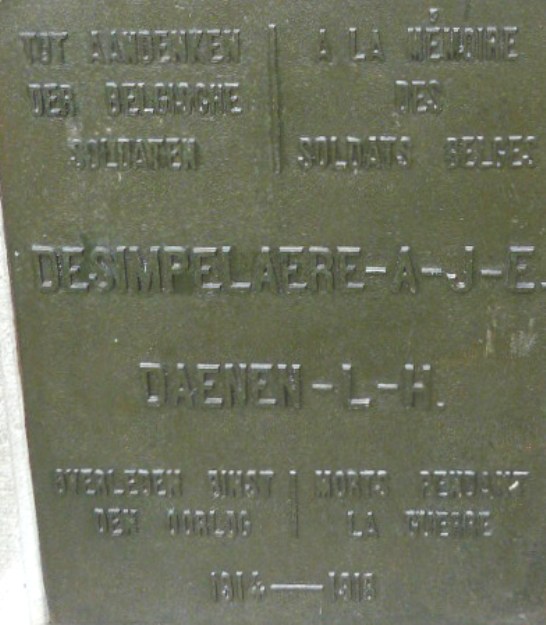 TOT AANDENKEN
DER BELGISCHE
SOLDATEN
A LA MÉMOIRE
DES
SOLDATS BELGES
DESIMPELAERE-A-J-E.
DAENEN-L-H.
OVERLEDEN SINST
DEN OORLOG
MORTS PENDANT
LA GUERRE
1914—1918